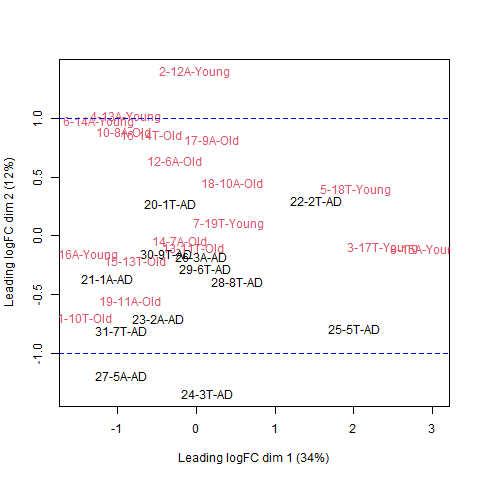 2-12A-Young
4-13A-Young
6-14A-Young
10-8A-Old
16-14T-Old
17-9A-Old
12-6A-Old
18-10A-Old
5-18T-Young
20-1T-AD
22-2T-AD
7-19T-Young
14-7A-Old
13-11T-Old
3-17T-Young
16A-Young
30-9T-AD
26-3A-AD
15-13T-Old
29-6T-AD
21-1A-AD
28-8T-AD
19-11A-Old
1-10T-Old
23-2A-AD
31-7T-AD
25-5T-AD
27-5A-AD
24-3T-AD
1.0
0.5
0.0
-0.5
-1.0
Leading logFC dim 2 (12%)
-1 0 1 2 3
Leading logFC dim 1 (34%)